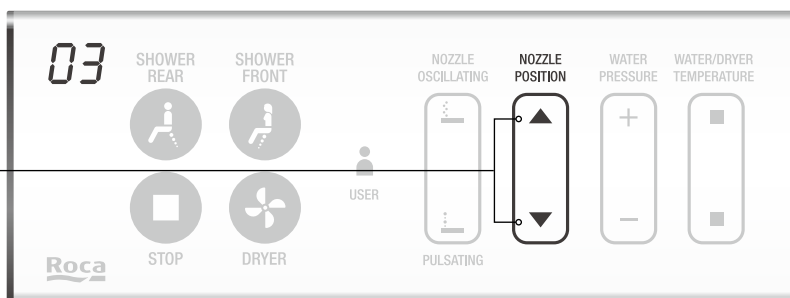 03
SHOWER
REAR
SHOWER
FRONT
NOZZLE
OSCILLATING
NOZZLE
POSITION
WATER
PRESSURE
WATER/DRYER
TEMPERATURE
USER
STOP
DRYER
PULSATING
Roca